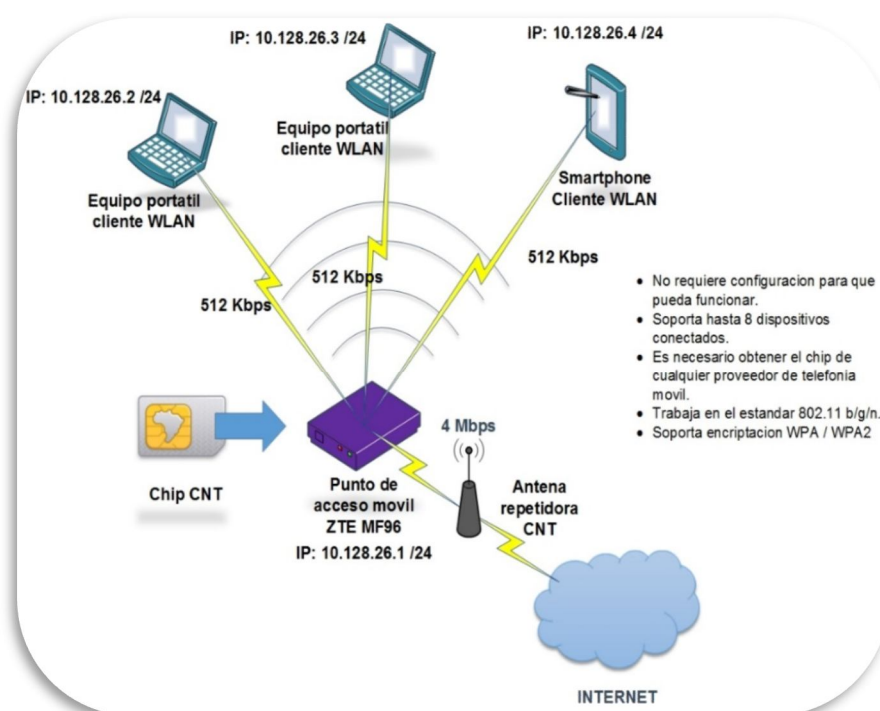 IP: 10.128.26.3 /24
IP: 10.128.26.4 /24
IP: 10.128.26.2 /24
Equipo portatil
cliente WLAN
Smartphone
Cliente WLAN
Equipo portatil
cliente WLAN
512 Kbps
512 Kbps
512 Kbps
• No requiere configuracion para que
pueda funcionar.
• Soporta hasta 8 dispositivos
conectados.
• Es necesario obtener el chip de
cualquier proveedor de telefonia
movil.
• Trabaja en el estandar 802.11 b/g/n.
• Soporta encriptacion WPA / WPA2
4 Mbps
Chip CNT
Punto de
acceso movil
ZTE MF96
IP: 10.128.26.1 /24
Antena
repetidora
CNT
INTERNET